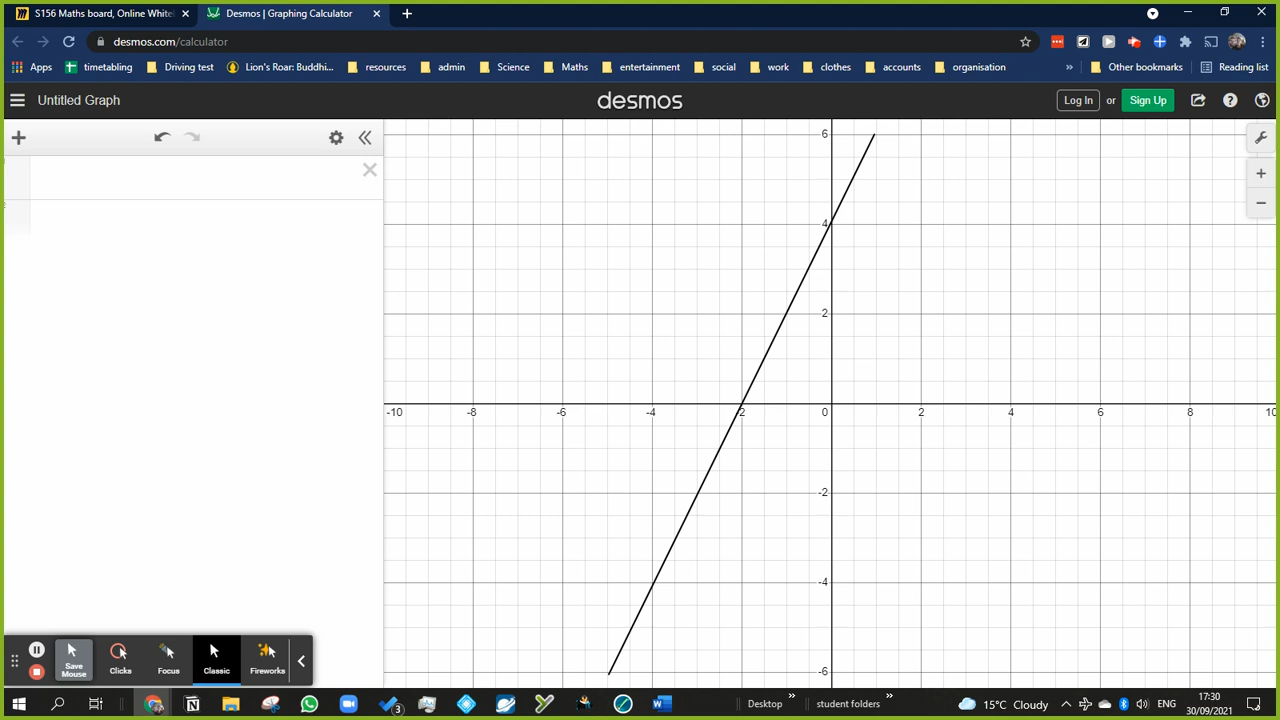 S156 Maths board, Online White
Desmos | Graphing Calculator
desmos.com/calculator
Apps timetabling Driving test Lion's Roar: Buddhi... resources admin Science Maths entertainment social work clothes accounts organisation » Other bookmarks Reading list
Untitled Graph desmos Log In or Sign Up
6
4
2
-10 -8 -6 -4 -2 0 2 4 6 8 10
-2
-4
-6
Save Mouse Clicks Focus Classic Fireworks
3 Desktop » student folders » 15°C Cloudy ENG 17:30
30/09/2021